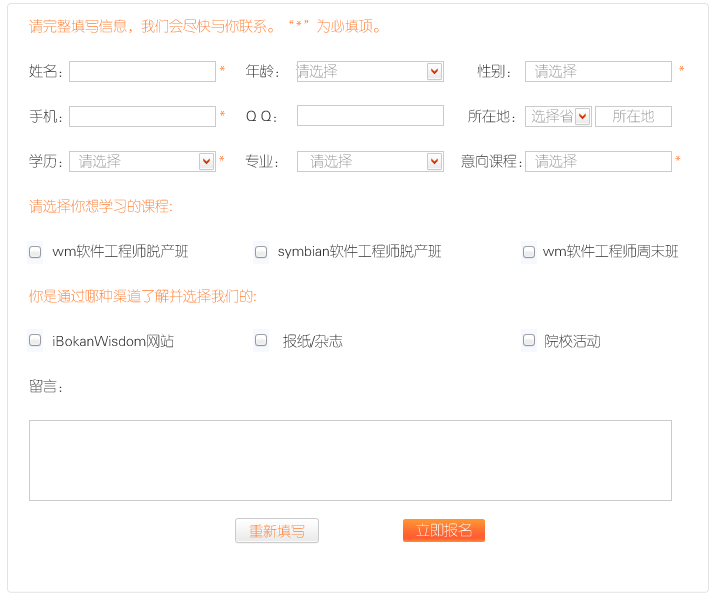 请完整填写信息，我们会尽快与你联系。“*”为必填项。
姓名： * 年龄： 请选择 性别： 请选择 *
手机： * Q Q： 所在地： 选择省 所在地
学历： 请选择 * 专业： 请选择 意向课程： 请选择 *
请选择你想学习的课程:
wm软件工程师脱产班 symbian软件工程师脱产班 wm软件工程师周末班
你是通过哪种渠道了解并选择我们的:
iBokanWisdom网站 报纸/杂志 院校活动
留言：
重新填写 立即报名